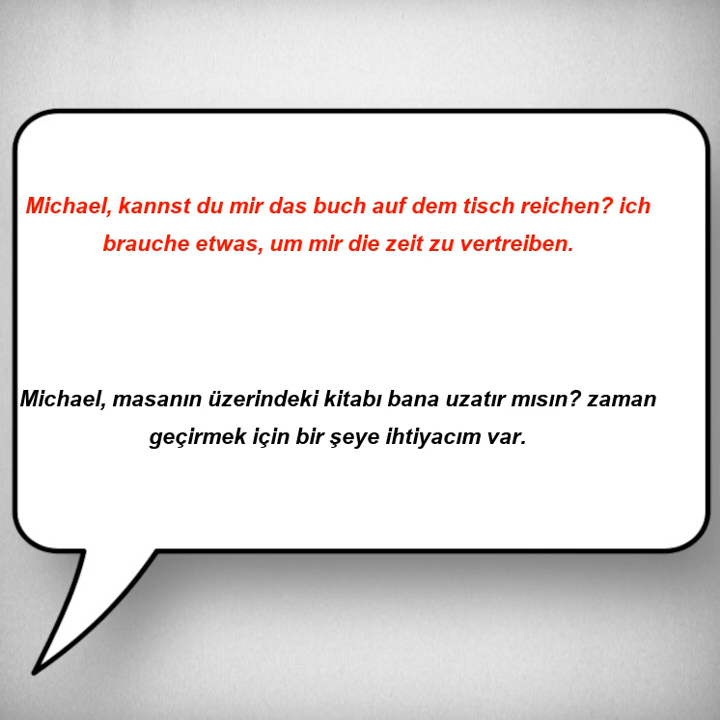 Michael, kannst du mir das buch auf dem tisch reichen? ich
brauche etwas, um mir die zeit zu vertreiben.
Michael, masanın üzerindeki kitabı bana uzatır mısın? zaman
geçirmek için bir şeye ihtiyacım var.